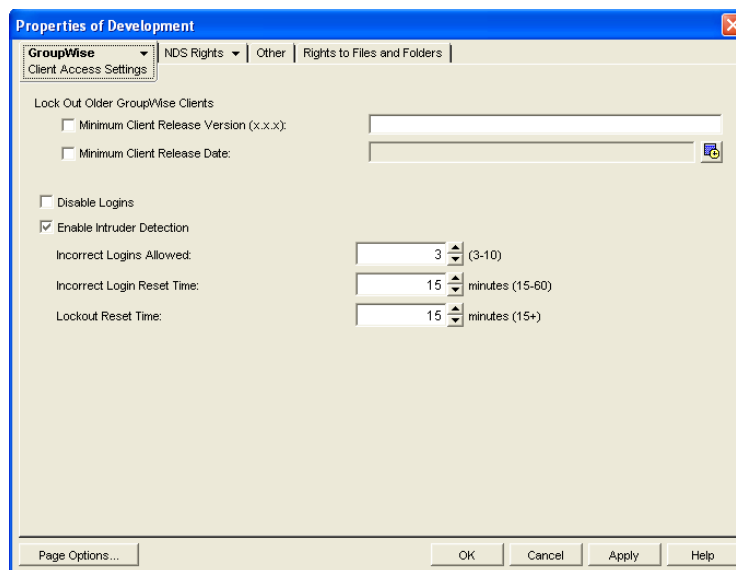 Properties of Development
GroupWise NDS Rights Other Rights to Files and Folders
Client Access Settings
Lock Out Older GroupWise Clients
Minimum Client Release Version (x.x.x):
Minimum Client Release Date:
Disable Logins
Enable Intruder Detection
Incorrect Logins Allowed: 3 (3-10)
Incorrect Login Reset Time: 15 minutes (15-60)
Lockout Reset Time: 15 minutes (15+)
Page Options... OK Cancel Apply Help